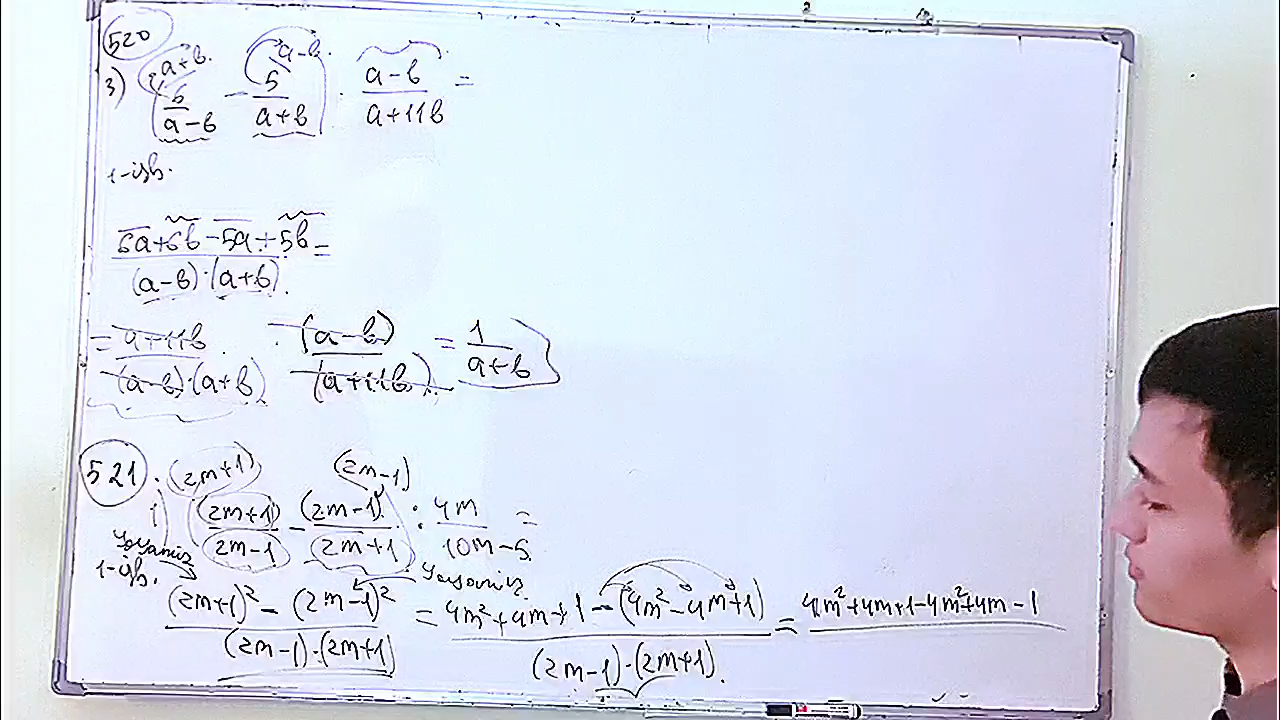 520
a+b. a-b.
3) 6/(a-b) - 5/(a+b) · (a-b)/(a+11b) =
1-ish.
(6a+6b-5a+5b)/((a-b)·(a+b)) =
= (a+11b)/((a-b)·(a+b)) · (a-b)/(a+11b) = 1/(a+b)
521. (2m+1) (2m-1)
(2m+1)/(2m-1) - (2m-1)/(2m+1) : 4m/(10m-5) =
yoyamiz
1-ish. yoyamiz.
((2m+1)² - (2m-1)²)/((2m-1)·(2m+1)) = (4m²+4m+1-(4m²-4m+1))/((2m-1)·(2m+1)) = 4m²+4m+1-4m²+4m-1